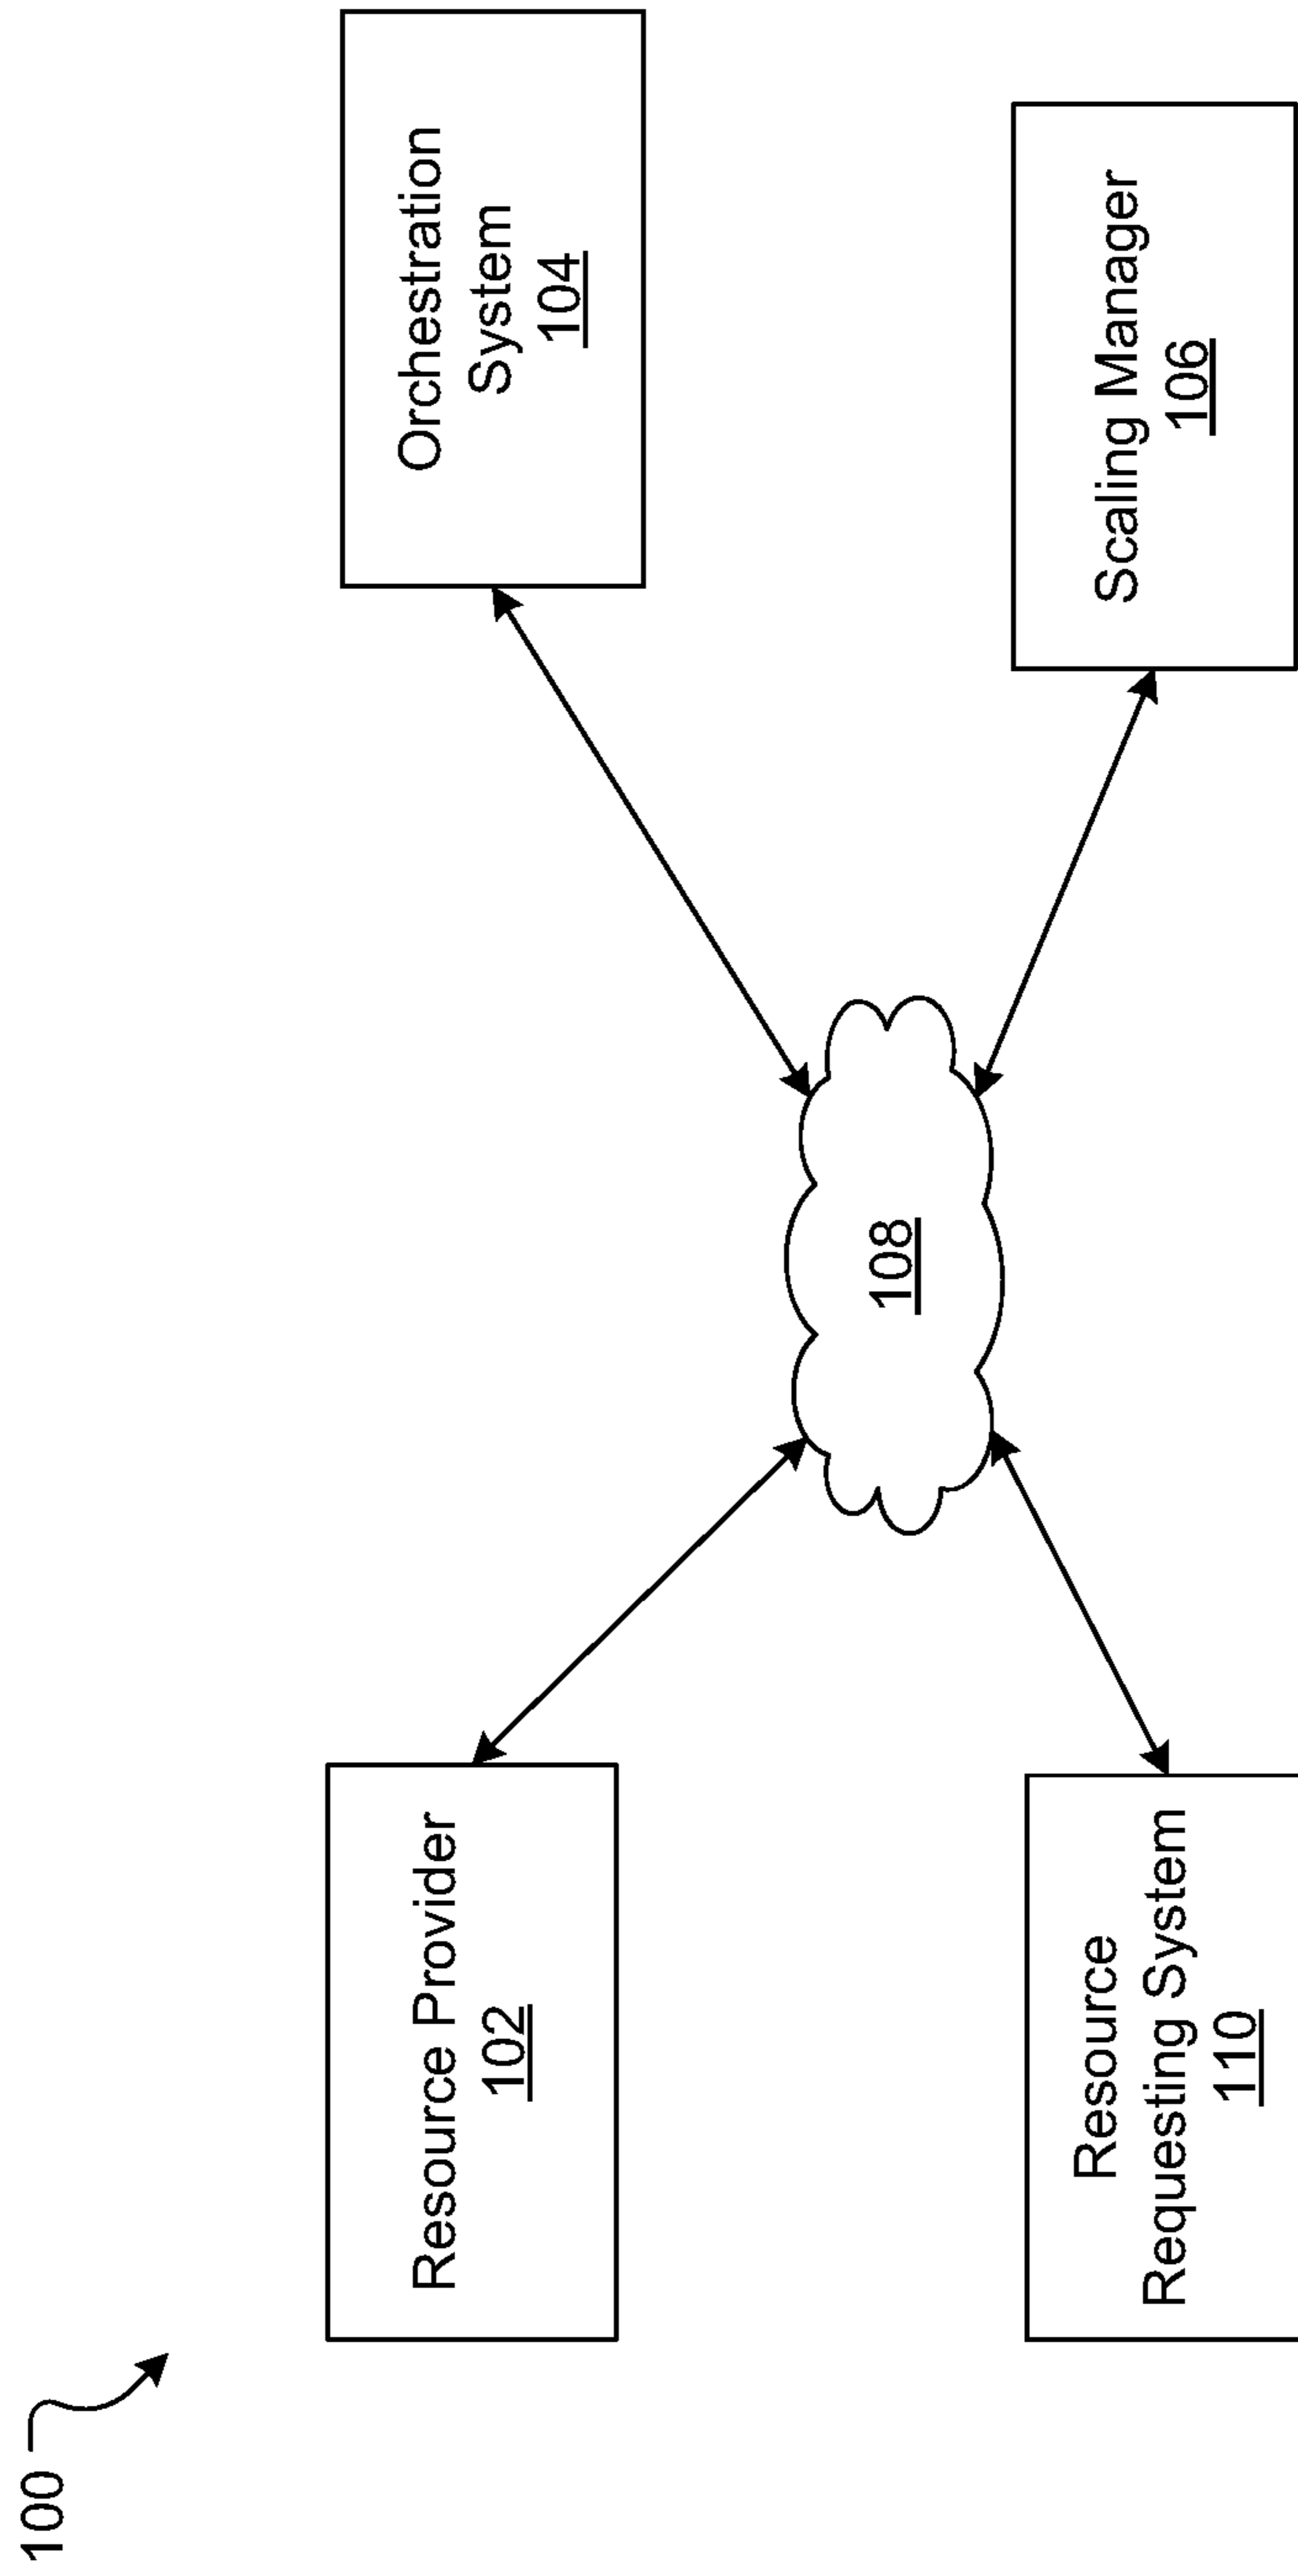 100
Resource Provider
102
Orchestration
System
104
108
Resource
Requesting System
110
Scaling Manager
106